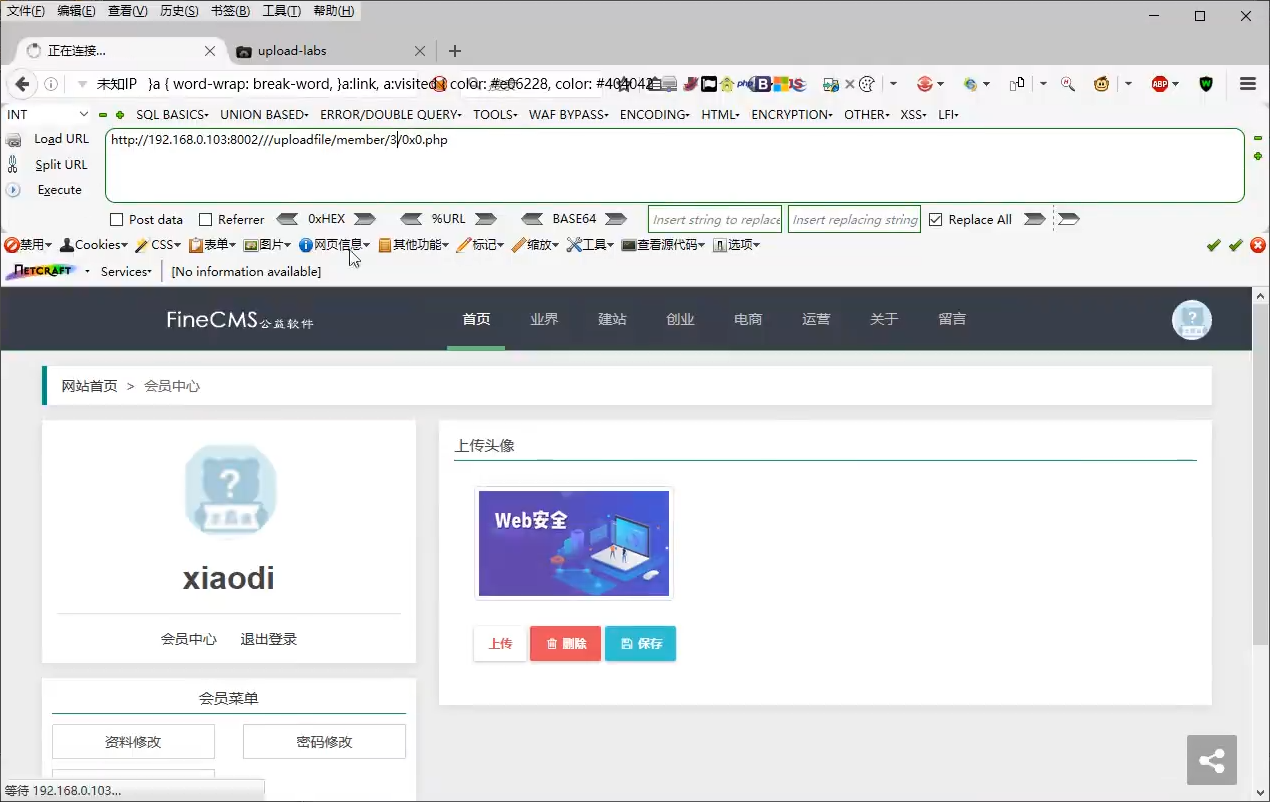 文件(F) 编辑(E) 查看(V) 历史(S) 书签(B) 工具(T) 帮助(H)
正在连接... upload-labs
未知IP }a { word-wrap: break-word, }a:link, a:visited color: #e06228, color: #404042
INT SQL BASICS UNION BASED ERROR/DOUBLE QUERY TOOLS WAF BYPASS ENCODING HTML ENCRYPTION OTHER XSS LFI
Load URL http://192.168.0.103:8002///uploadfile/member/3/0x0.php
Split URL
Execute
Post data Referrer 0xHEX %URL BASE64 Insert string to replace Insert replacing string Replace All
禁用 Cookies CSS 表单 图片 网页信息 其他功能 标记 缩放 工具 查看源代码 选项
NETCRAFT Services [No information available]
FineCMS公益软件 首页 业界 建站 创业 电商 运营 关于 留言
网站首页 > 会员中心
上传头像
Web安全
xiaodi
会员中心 退出登录
上传 删除 保存
会员菜单
资料修改 密码修改
等待 192.168.0.103...